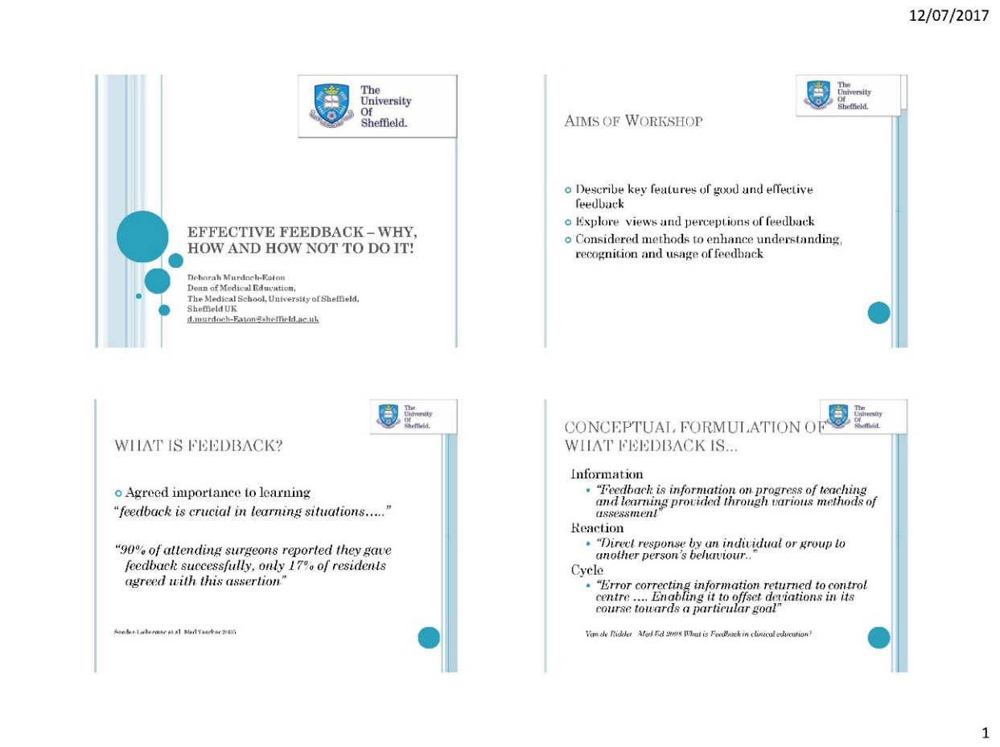 12/07/2017
The
University
Of
Sheffield.
EFFECTIVE FEEDBACK – WHY,
HOW AND HOW NOT TO DO IT!
Deborah Murdoch-Eaton
Dean of Medical Education,
The Medical School, University of Sheffield,
Sheffield UK
d.murdoch-Eaton@sheffield.ac.uk
The
University
Of
Sheffield.
AIMS OF WORKSHOP
Describe key features of good and effective
feedback
Explore views and perceptions of feedback
Considered methods to enhance understanding,
recognition and usage of feedback
The
University
Of
Sheffield.
WHAT IS FEEDBACK?
Agreed importance to learning
“feedback is crucial in learning situations…..”
“90% of attending surgeons reported they gave
feedback successfully, only 17% of residents
agreed with this assertion”
et al Med Teacher 2005
The
University
Of
Sheffield.
CONCEPTUAL FORMULATION OF
WHAT FEEDBACK IS…
Information
“Feedback is information on progress of teaching
and learning provided through various methods of
assessment”
Reaction
“Direct response by an individual or group to
another person’s behaviour..”
Cycle
“Error correcting information returned to control
centre …. Enabling it to offset deviations in its
course towards a particular goal”
Van de Ridder Med Ed 2008 What is Feedback in clinical education?
1